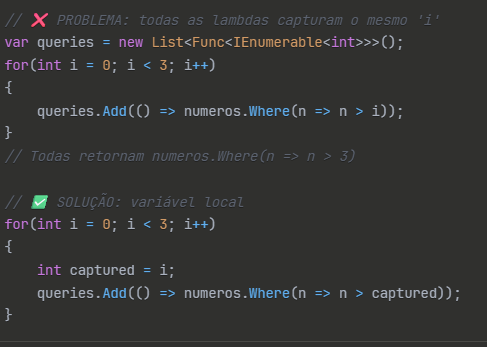 // ❌ PROBLEMA: todas as lambdas capturam o mesmo 'i'
var queries = new List<Func<IEnumerable<int>>>();
for(int i = 0; i < 3; i++)
{
    queries.Add(() => numeros.Where(n => n > i));
}
// Todas retornam numeros.Where(n => n > 3)

// ✅ SOLUÇÃO: variável local
for(int i = 0; i < 3; i++)
{
    int captured = i;
    queries.Add(() => numeros.Where(n => n > captured));
}